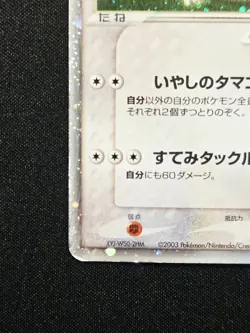 たね
いやしのタマゴ
自分以外の自分のポケモン全員
それぞれ2個ずつとりのぞく。
すてみタックル
自分にも60ダメージ。
弱点
抵抗力
©2003 Pokémon/Nintendo/Cre